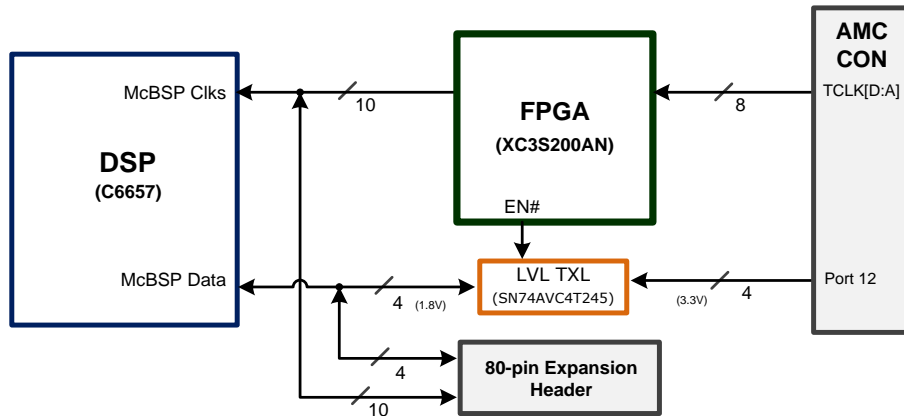 DSP
(C6657)
McBSP Clks
McBSP Data
10
FPGA
(XC3S200AN)
EN#
8
AMC
CON
TCLK[D:A]
Port 12
LVL TXL
(SN74AVC4T245)
4
(1.8V)
(3.3V)
4
4
10
80-pin Expansion
Header